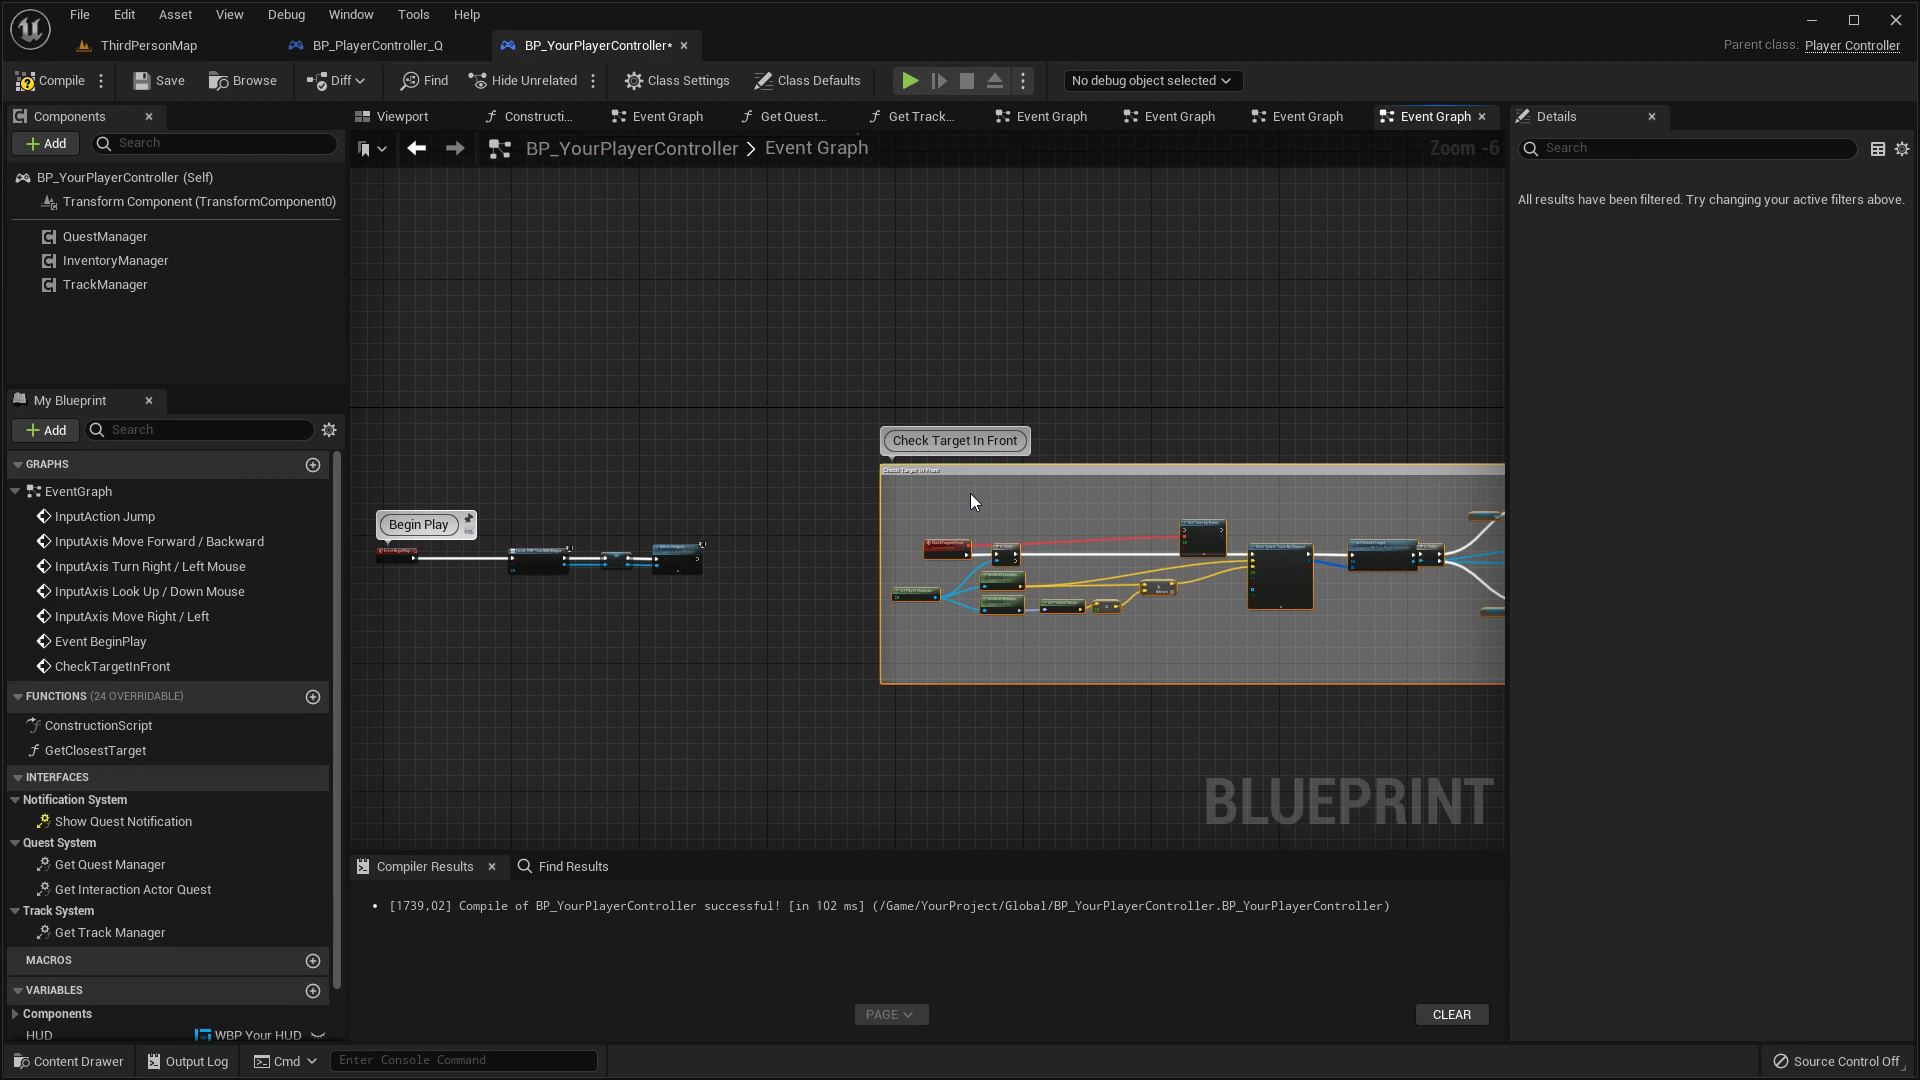 File Edit Asset View Debug Window Tools Help
ThirdPersonMap BP_PlayerController_Q BP_YourPlayerController* Parent class: Player Controller
Compile Save Browse Diff Find Hide Unrelated Class Settings Class Defaults No debug object selected
Components Viewport Constructi... Event Graph Get Quest... Get Track... Event Graph Event Graph Event Graph Event Graph Details
Add Search BP_YourPlayerController > Event Graph Zoom -6 Search
BP_YourPlayerController (Self)
Transform Component (TransformComponent0)
All results have been filtered. Try changing your active filters above.
QuestManager
InventoryManager
TrackManager
My Blueprint
Add Search
GRAPHS
EventGraph
InputAction Jump
InputAxis Move Forward / Backward
InputAxis Turn Right / Left Mouse
InputAxis Look Up / Down Mouse
InputAxis Move Right / Left
Event BeginPlay
CheckTargetInFront
FUNCTIONS (24 OVERRIDABLE)
ConstructionScript
GetClosestTarget
INTERFACES
Notification System
Show Quest Notification
Quest System
Get Quest Manager
Get Interaction Actor Quest
Track System
Get Track Manager
MACROS
VARIABLES
Components
HUD WBP Your HUD
Begin Play
Check Target In Front
Check Target In Front
BLUEPRINT
Compiler Results Find Results
[1739,02] Compile of BP_YourPlayerController successful! [in 102 ms] (/Game/YourProject/Global/BP_YourPlayerController.BP_YourPlayerController)
PAGE CLEAR
Content Drawer Output Log Cmd Enter Console Command Source Control Off